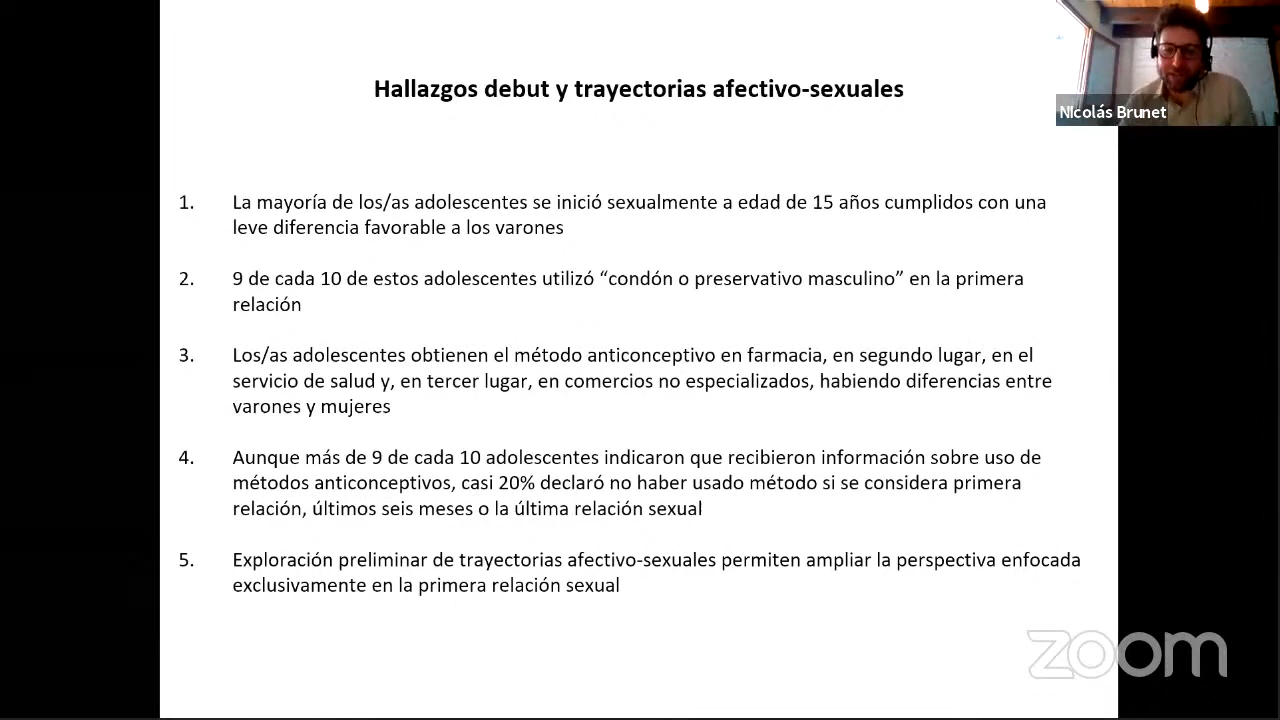 Hallazgos debut y trayectorias afectivo-sexuales
NIcolás Brunet
1. La mayoría de los/as adolescentes se inició sexualmente a edad de 15 años cumplidos con una
leve diferencia favorable a los varones
2. 9 de cada 10 de estos adolescentes utilizó “condón o preservativo masculino” en la primera
relación
3. Los/as adolescentes obtienen el método anticonceptivo en farmacia, en segundo lugar, en el
servicio de salud y, en tercer lugar, en comercios no especializados, habiendo diferencias entre
varones y mujeres
4. Aunque más de 9 de cada 10 adolescentes indicaron que recibieron información sobre uso de
métodos anticonceptivos, casi 20% declaró no haber usado método si se considera primera
relación, últimos seis meses o la última relación sexual
5. Exploración preliminar de trayectorias afectivo-sexuales permiten ampliar la perspectiva enfocada
exclusivamente en la primera relación sexual
zoom